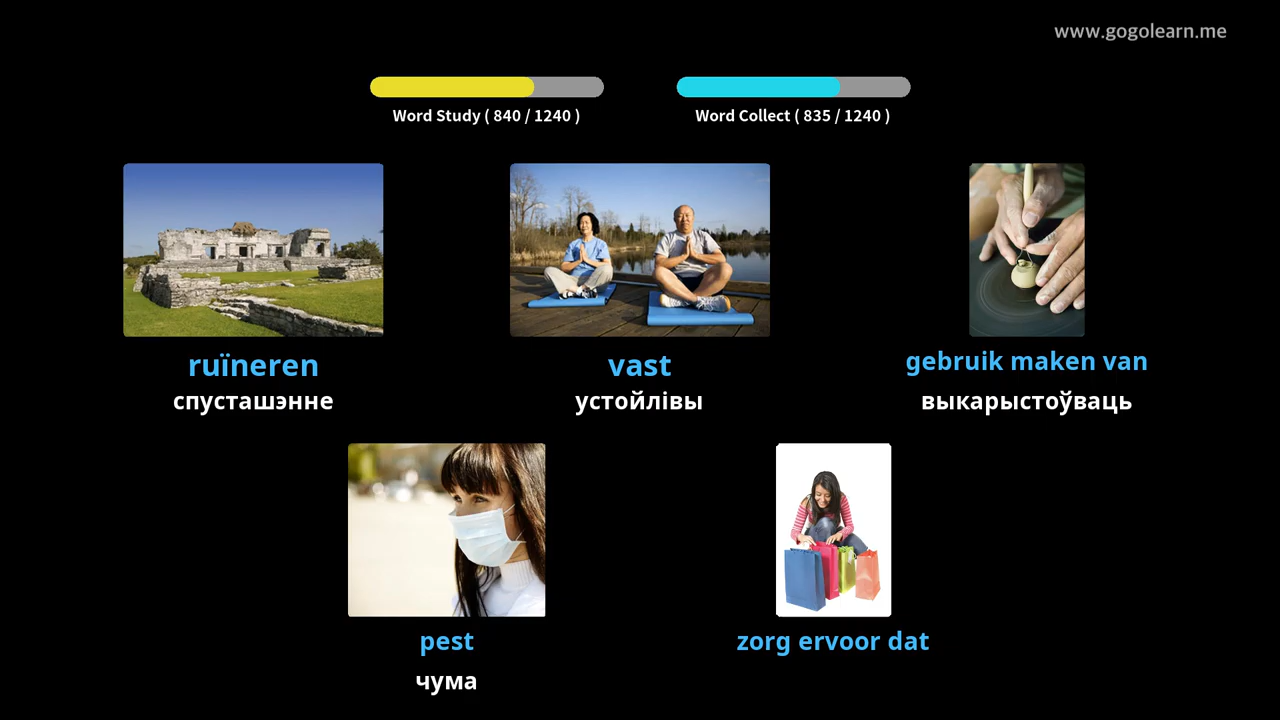 www.gogolearn.me
Word Study ( 840 / 1240 )
Word Collect ( 835 / 1240 )
ruïneren
спусташэнне
vast
устойлівы
gebruik maken van
выкарыстоўваць
pest
чума
zorg ervoor dat